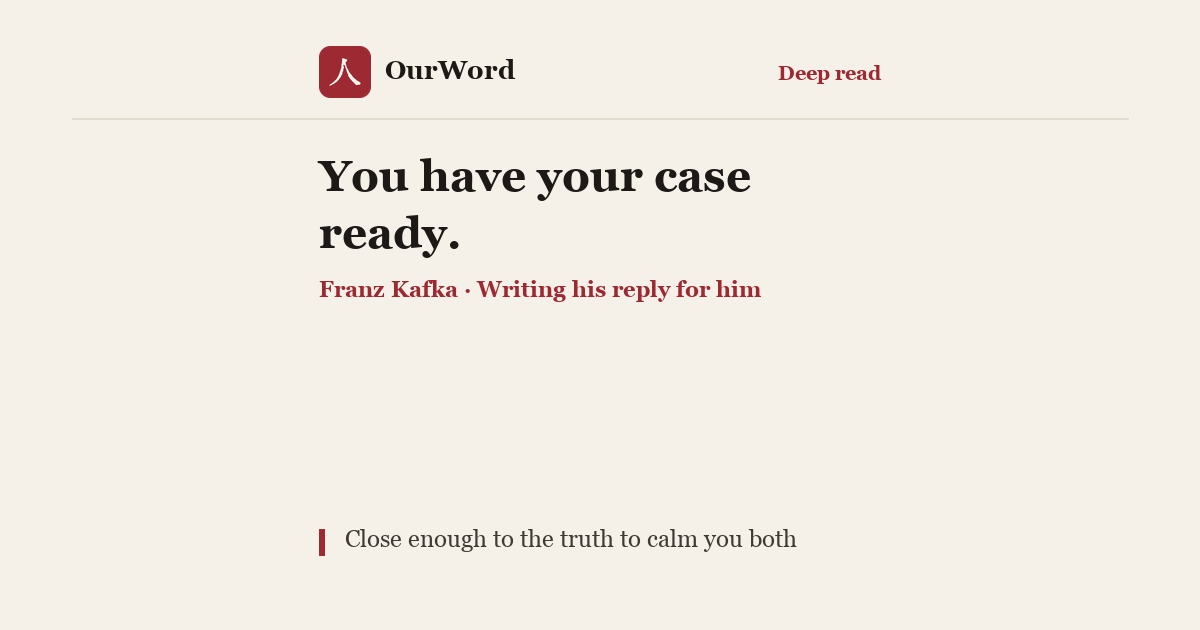 人 OurWord
Deep read
You have your case
ready.
Franz Kafka · Writing his reply for him
Close enough to the truth to calm you both